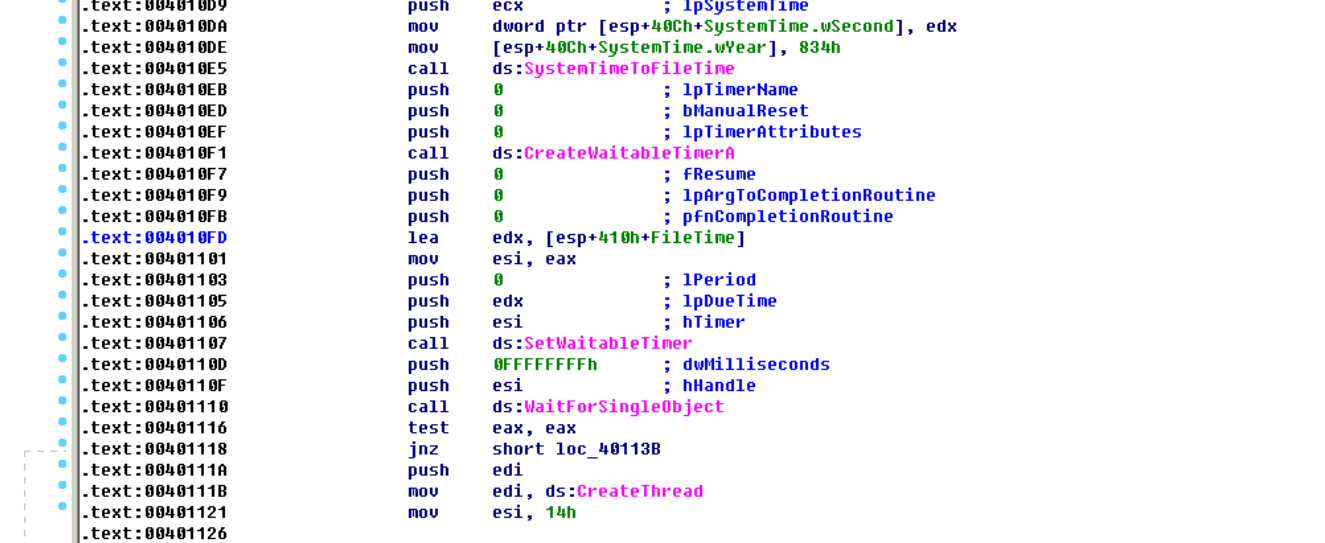 .text:004010D9 push ecx ; lpSystemTime
.text:004010DA mov dword ptr [esp+40Ch+SystemTime.wSecond], edx
.text:004010DE mov [esp+40Ch+SystemTime.wYear], 834h
.text:004010E5 call ds:SystemTimeToFileTime
.text:004010EB push 0 ; lpTimerName
.text:004010ED push 0 ; bManualReset
.text:004010EF push 0 ; lpTimerAttributes
.text:004010F1 call ds:CreateWaitableTimerA
.text:004010F7 push 0 ; fResume
.text:004010F9 push 0 ; lpArgToCompletionRoutine
.text:004010FB push 0 ; pfnCompletionRoutine
.text:004010FD lea edx, [esp+410h+FileTime]
.text:00401101 mov esi, eax
.text:00401103 push 0 ; lPeriod
.text:00401105 push edx ; lpDueTime
.text:00401106 push esi ; hTimer
.text:00401107 call ds:SetWaitableTimer
.text:0040110D push 0FFFFFFFFh ; dwMilliseconds
.text:0040110F push esi ; hHandle
.text:00401110 call ds:WaitForSingleObject
.text:00401116 test eax, eax
.text:00401118 jnz short loc_40113B
.text:0040111A push edi
.text:0040111B mov edi, ds:CreateThread
.text:00401121 mov esi, 14h
.text:00401126